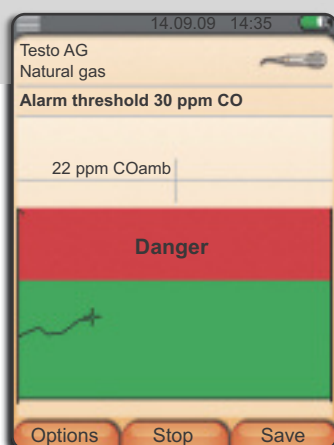 14.09.09 14:35
Testo AG
Natural gas
Alarm threshold 30 ppm CO
22 ppm COamb
Danger
Options Stop Save